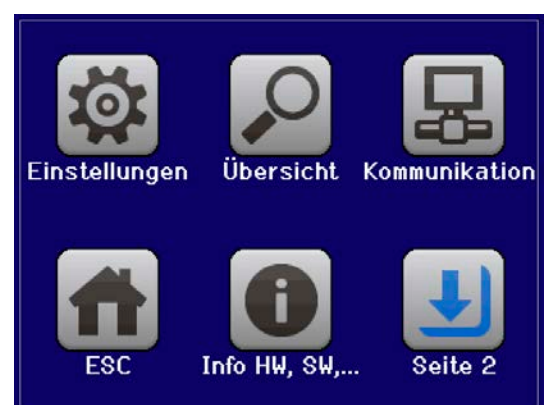 Einstellungen Übersicht Kommunikation
ESC Info HW, SW,... Seite 2